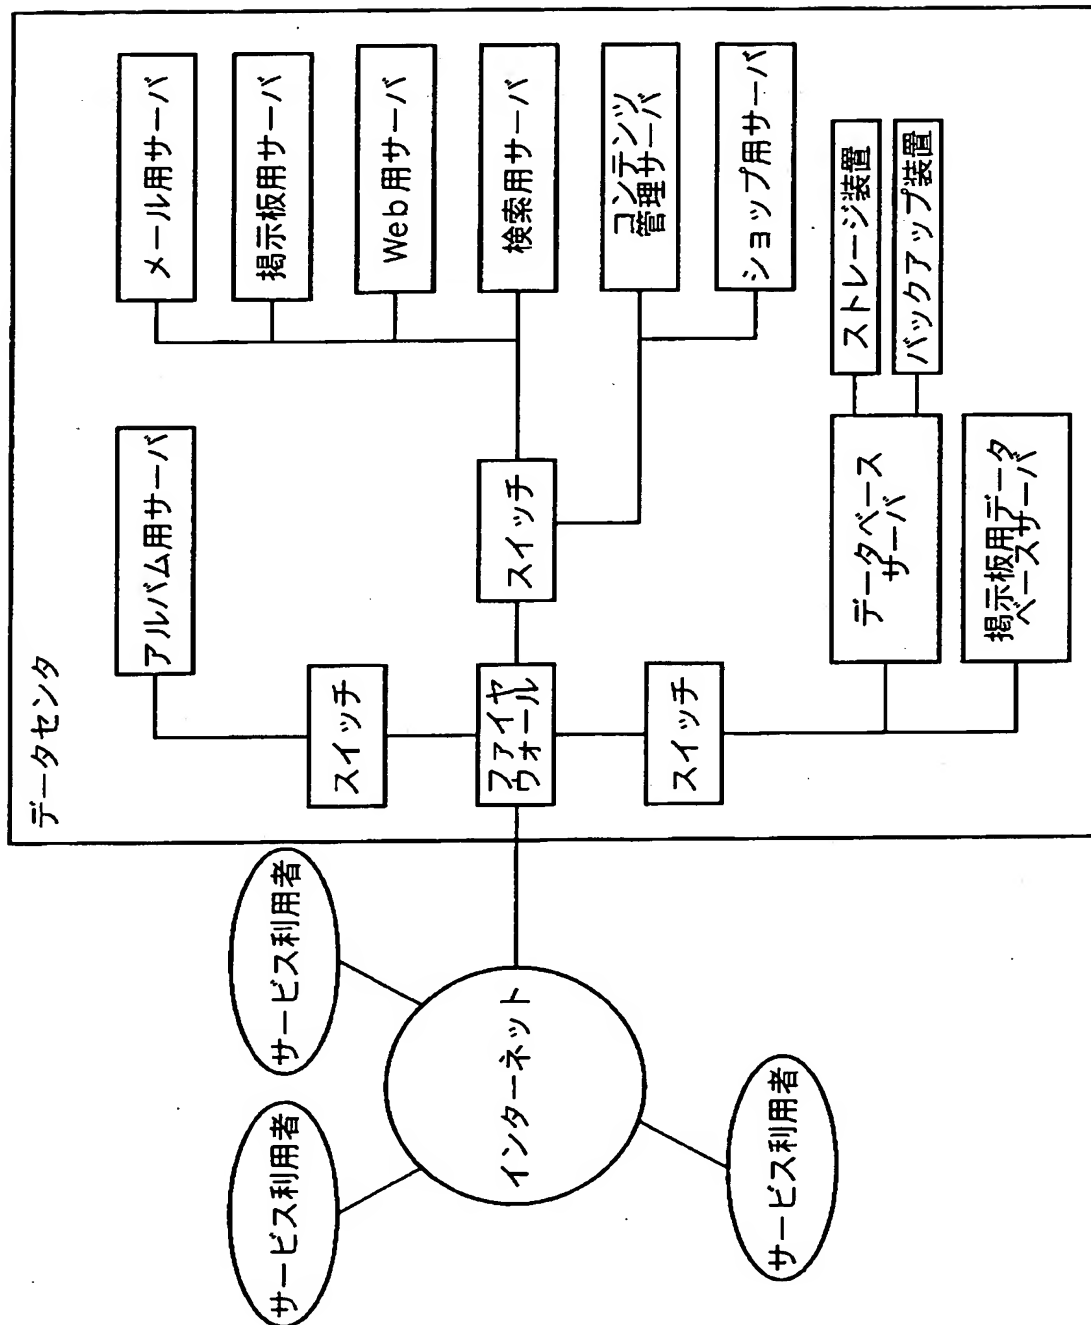 データセンタ
アルバム用サーバ
メール用サーバ
掲示板用サーバ
Web用サーバ
検索用サーバ
コンテンツ
管理サーバ
ショップ用サーバ
スイッチ
スイッチ
ファイヤ
ウォール
スイッチ
データベース
サーバ
ストレージ装置
バックアップ装置
掲示板用データ
ベースサーバ
インターネット
サービス利用者
サービス利用者
サービス利用者